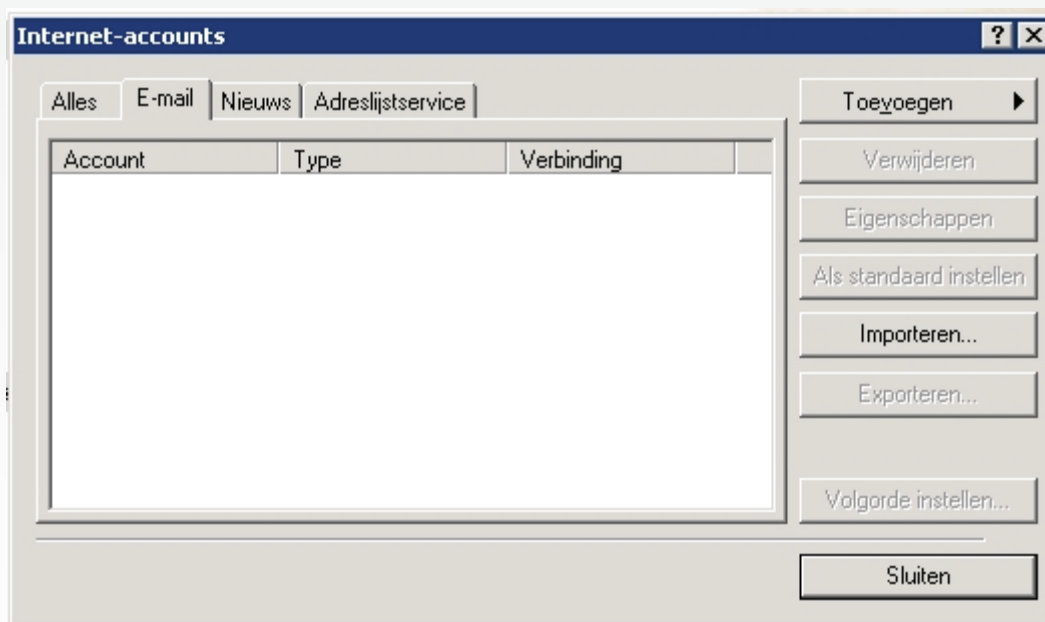 Internet-accounts
Alles E-mail Nieuws Adreslijstservice
Account Type Verbinding
Toevoegen
Verwijderen
Eigenschappen
Als standaard instellen
Importeren...
Exporteren...
Volgorde instellen...
Sluiten